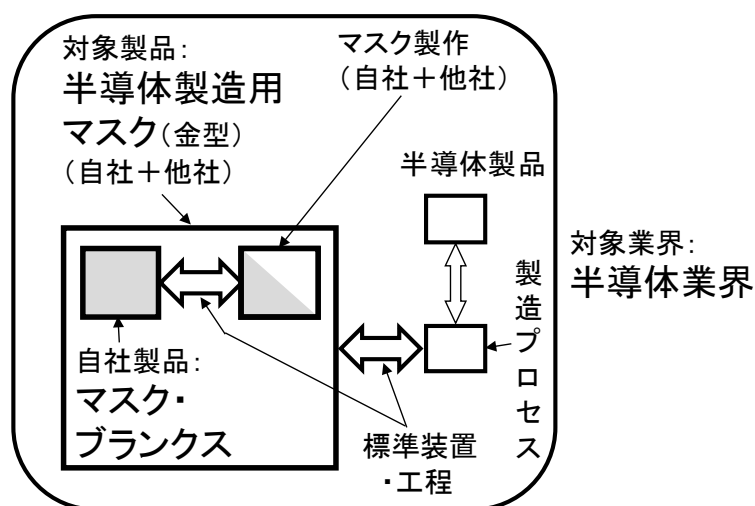 対象製品：
半導体製造用
マスク（金型）
（自社＋他社）
マスク製作
（自社＋他社）
半導体製品
対象業界：
半導体業界
製造プロセス
自社製品：
マスク・
ブランクス
標準装置
・工程